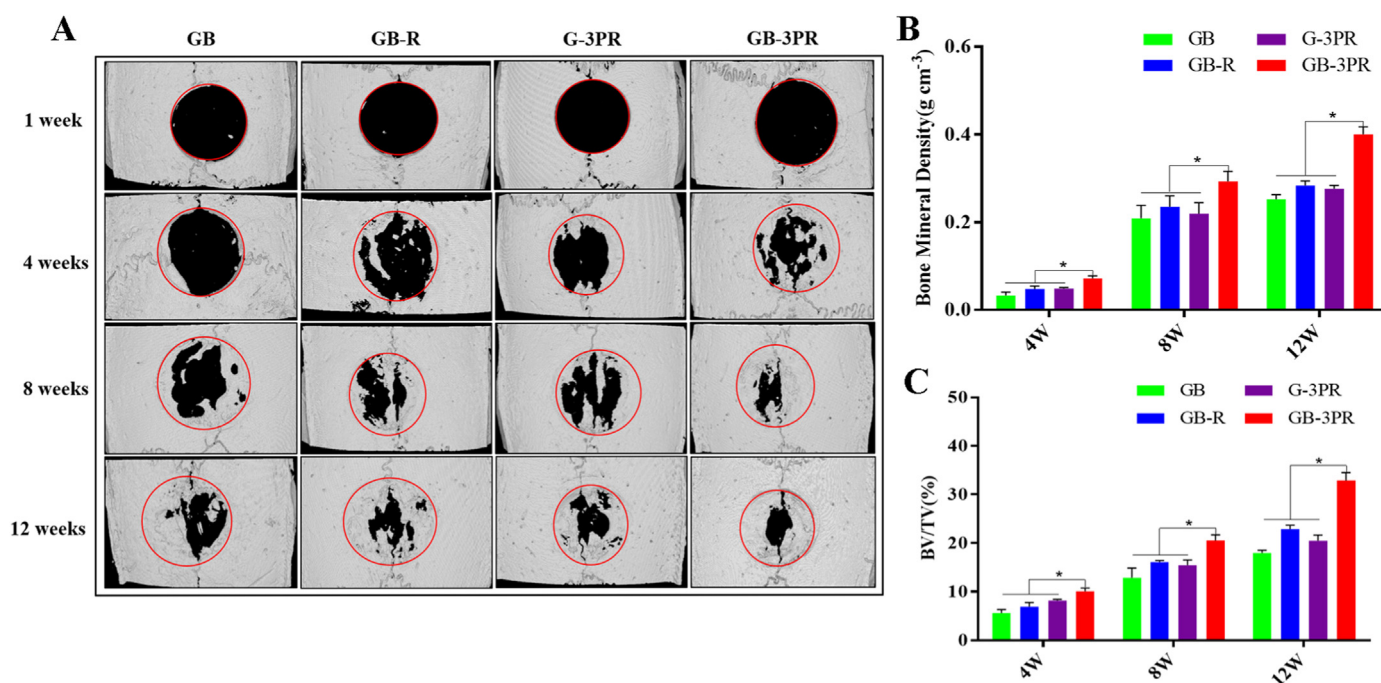 A
GB GB-R G-3PR GB-3PR
1 week
4 weeks
8 weeks
12 weeks
B
GB G-3PR
GB-R GB-3PR
Bone Mineral Density(g cm-3)
0.6
0.4
0.2
0.0
* * *
4W 8W 12W
C
GB G-3PR
GB-R GB-3PR
BV/TV(%)
50
40
30
20
10
0
* * *
4W 8W 12W